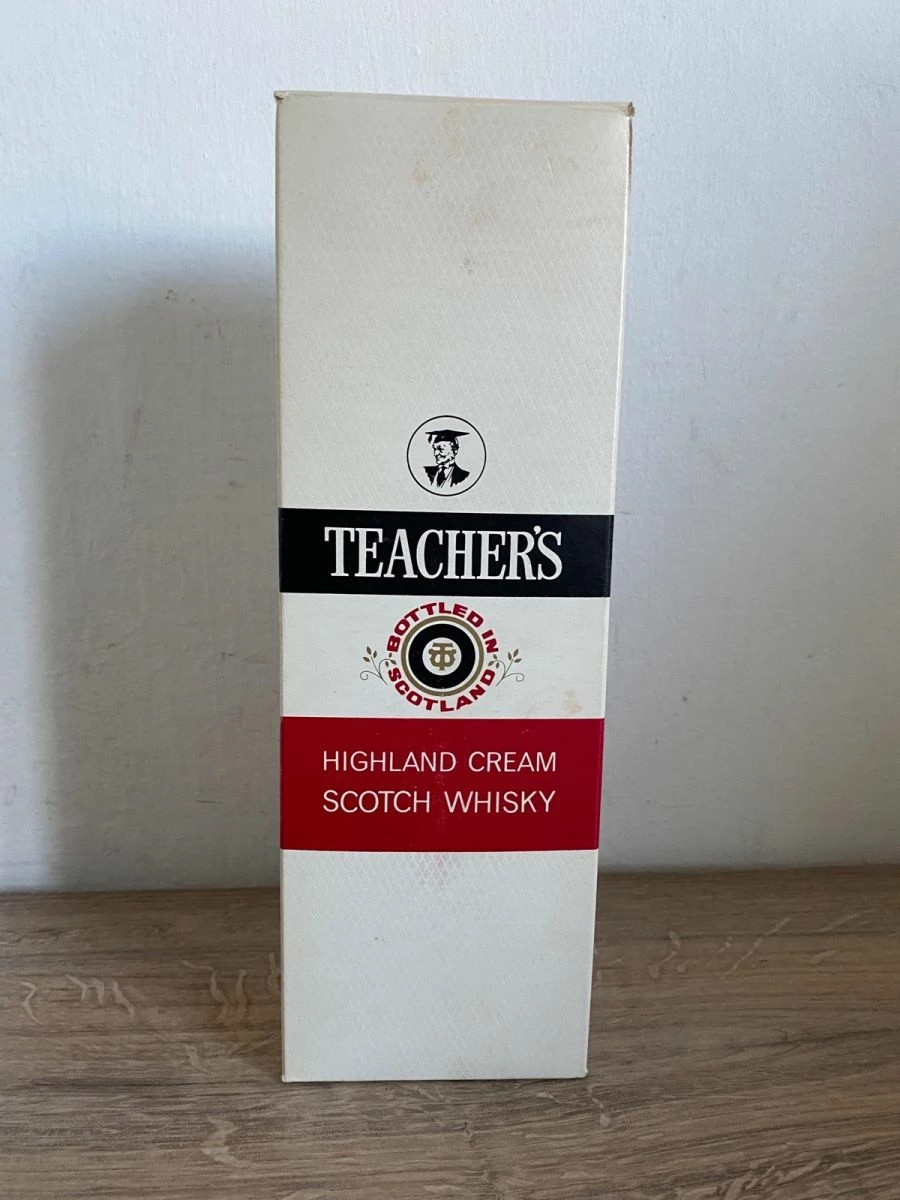 TEACHER'S
BOTTLED IN
SCOTLAND
HIGHLAND CREAM
SCOTCH WHISKY